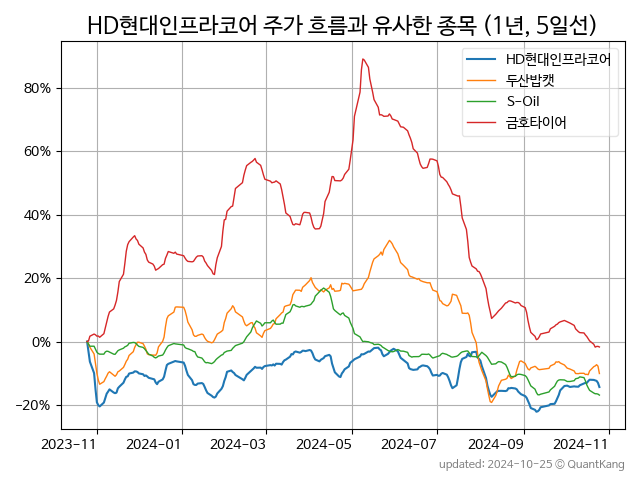 HD현대인프라코어 주가 흐름과 유사한 종목 (1년, 5일선)
HD현대인프라코어
두산밥캣
S-Oil
금호타이어
80%
60%
40%
20%
0%
−20%
2023-11 2024-01 2024-03 2024-05 2024-07 2024-09 2024-11
updated: 2024-10-25 © QuantKang